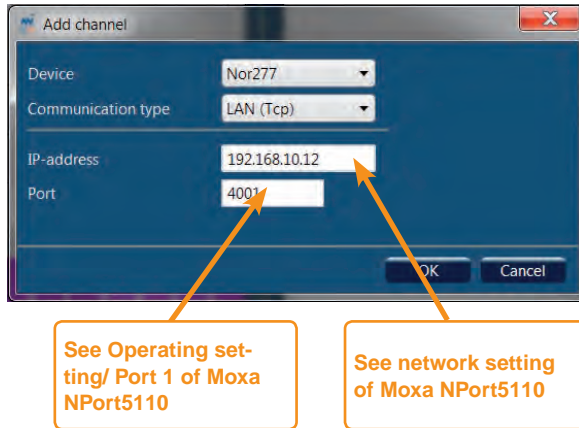 Add channel
Device
Nor277
Communication type
LAN (Tcp)
IP-address
192.168.10.12
Port
4001
OK
Cancel
See Operating set-
ting/ Port 1 of Moxa
NPort5110
See network setting
of Moxa NPort5110